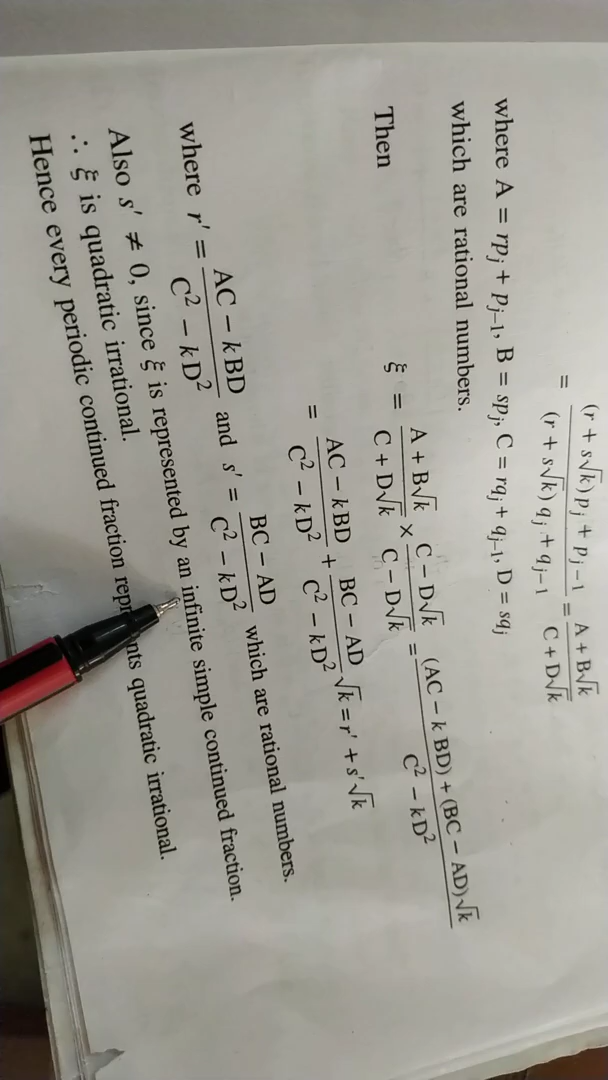 = (r + s√k) p_j + p_{j–1} / (r + s√k) q_j + q_{j–1} = A + B√k / C + D√k
where A = rp_j + p_{j–1}, B = sp_j, C = rq_j + q_{j–1}, D = sq_j
which are rational numbers.
Then ξ = A + B√k / C + D√k × C – D√k / C – D√k = (AC – k BD) + (BC – AD)√k / C² – kD²
= AC – kBD / C² – kD² + BC – AD / C² – kD² √k = r′ + s′√k
where r′ = AC – kBD / C² – kD² and s′ = BC – AD / C² – kD² which are rational numbers.
Also s′ ≠ 0, since ξ is represented by an infinite simple continued fraction.
∴ ξ is quadratic irrational.
Hence every periodic continued fraction quadratic irrational.